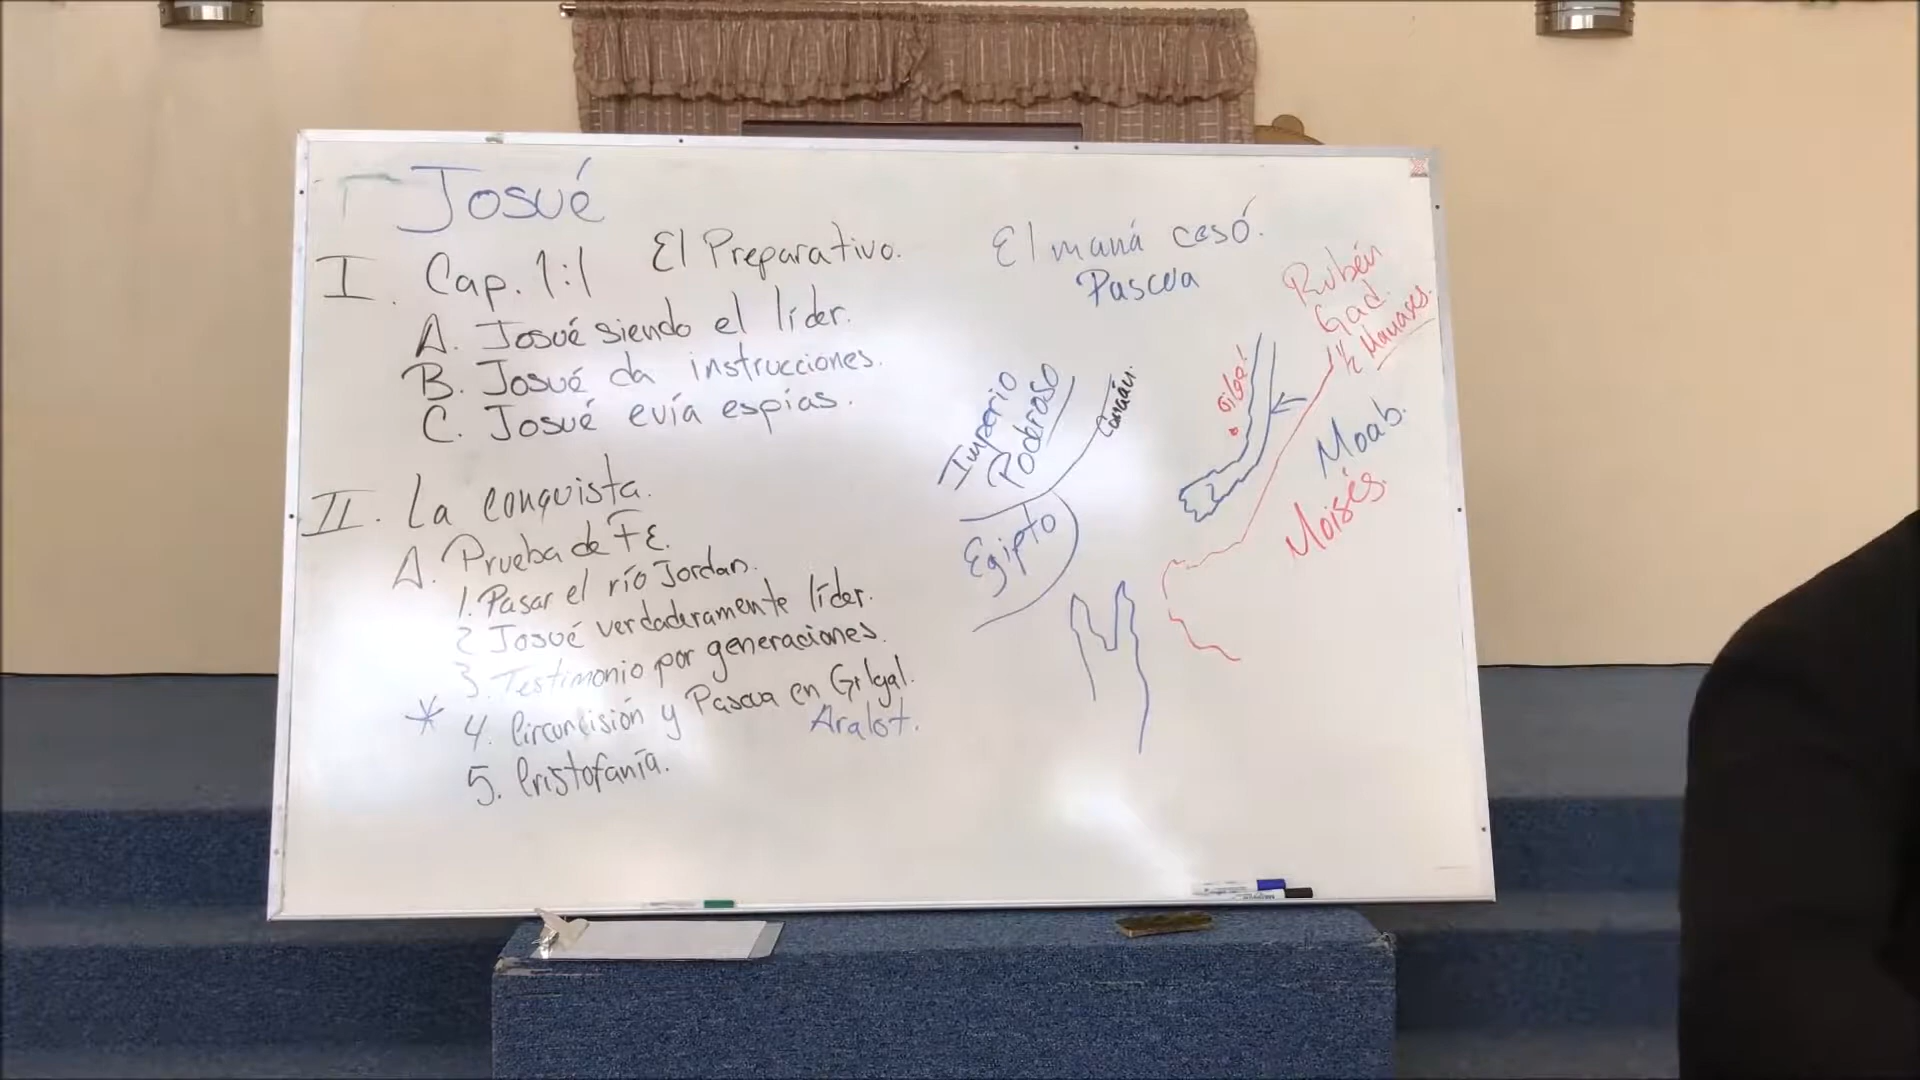 Josué
I. Cap. 1:1 El Preparativo.
A. Josué siendo el líder.
B. Josué da instrucciones.
C. Josué evía espías.
II. La conquista.
A. Prueba de FE.
1. Pasar el río Jordan.
2 Josué verdaderamente líder.
3. Testimonio por generaciones.
* 4. Circuncisión y Pascua en Gilgal.
Aralot.
5. Cristofanía.
El maná cesó.
Pascua
Rubén
Gad.
1/2 Manases.
Imperio
Poderoso
Canaán.
Egipto
Gilgal
Moab.
Moisés.